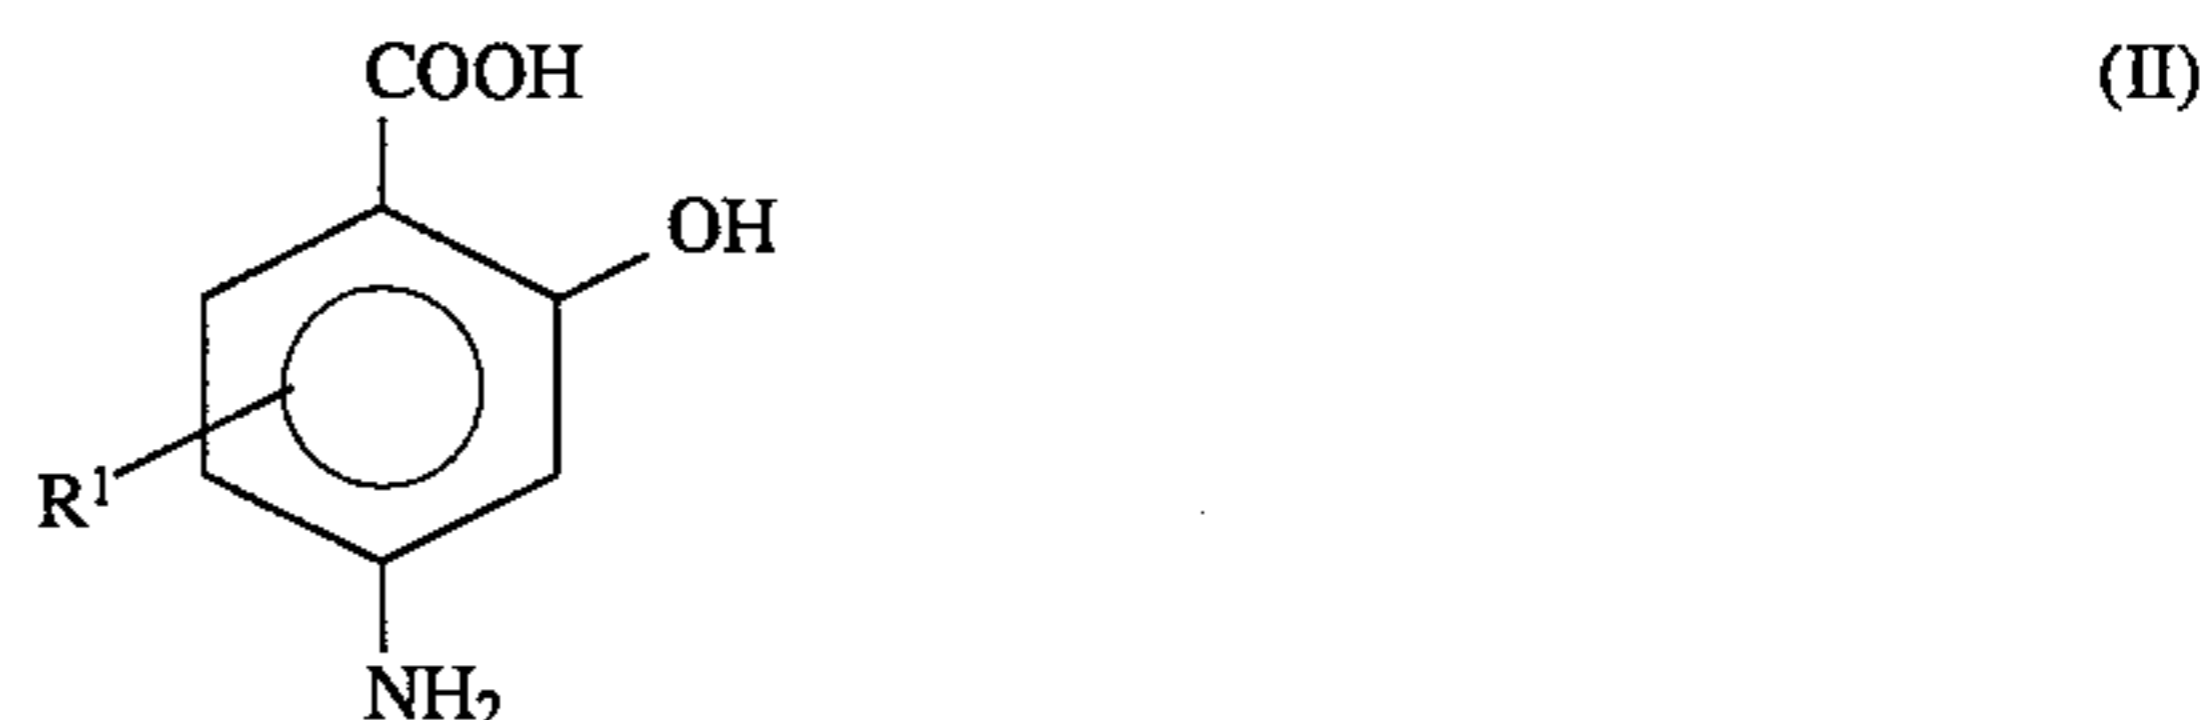 COOH (II)
OH
R¹
NH₂